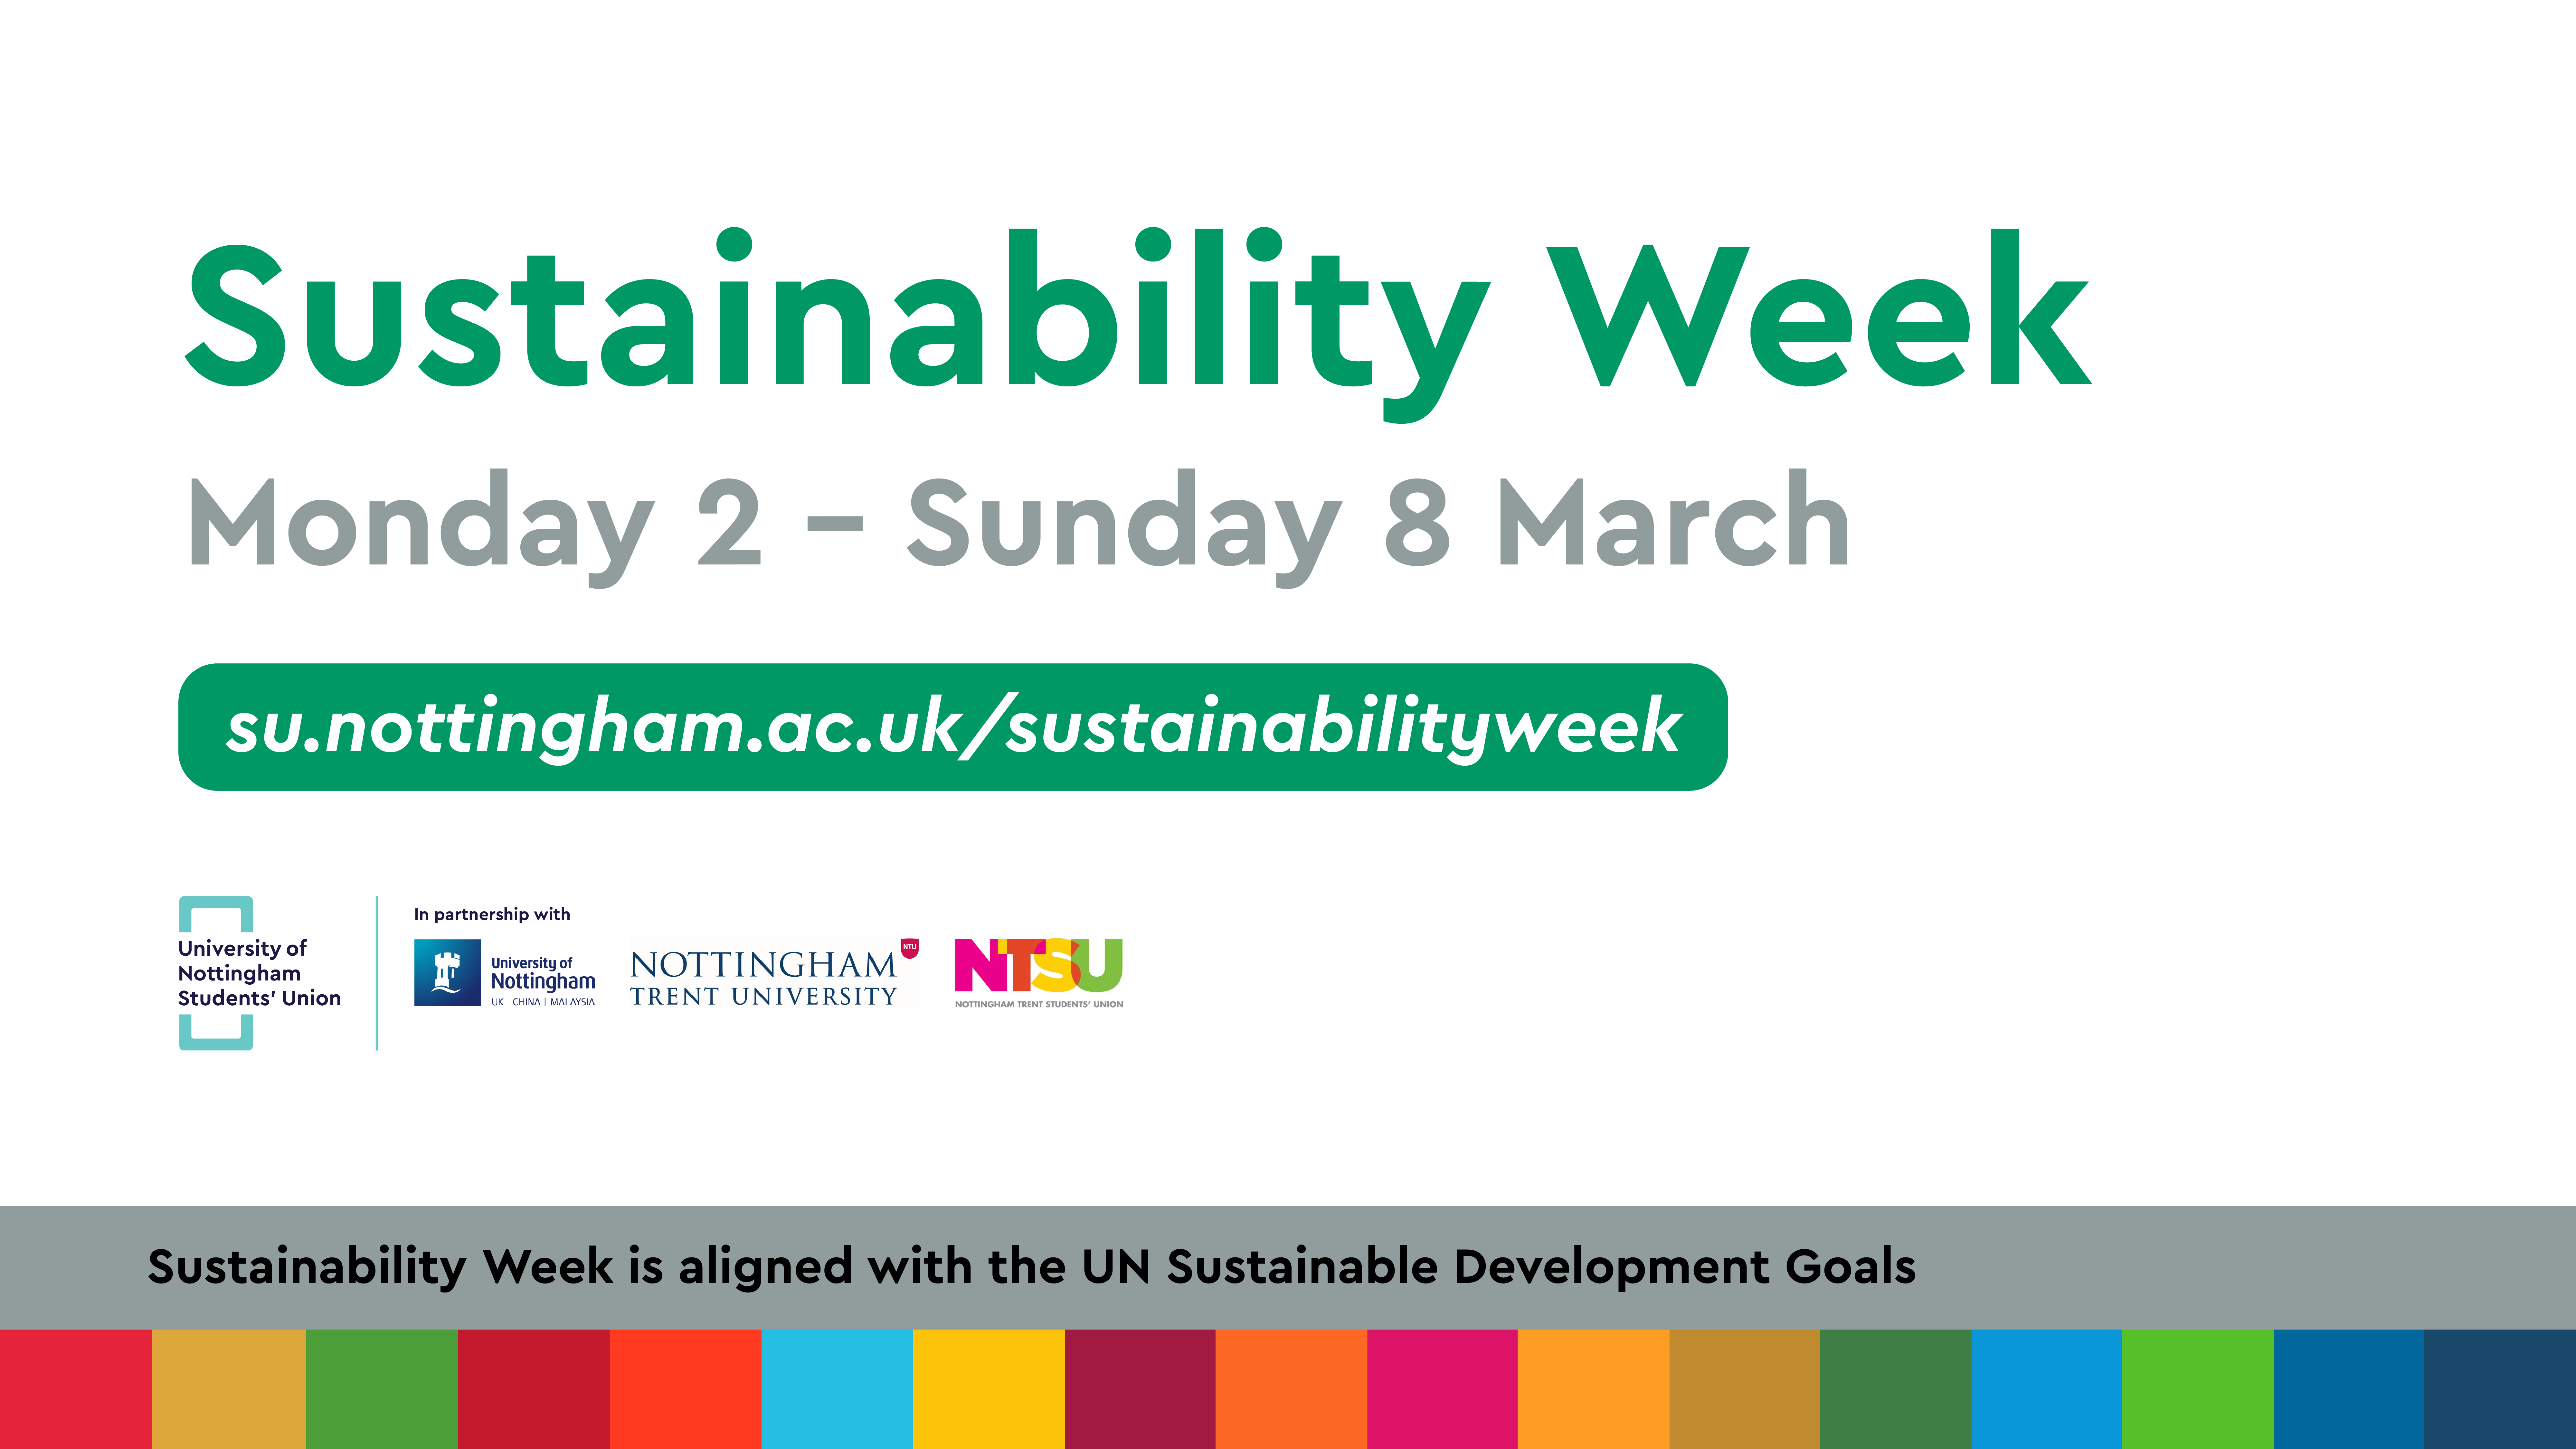 Sustainability Week
Monday 2 – Sunday 8 March
su.nottingham.ac.uk/sustainabilityweek
University of
Nottingham
Students' Union
In partnership with
University of
Nottingham
UK | CHINA | MALAYSIA
NOTTINGHAM
TRENT UNIVERSITY
NTU
NTSU
NOTTINGHAM TRENT STUDENTS' UNION
Sustainability Week is aligned with the UN Sustainable Development Goals